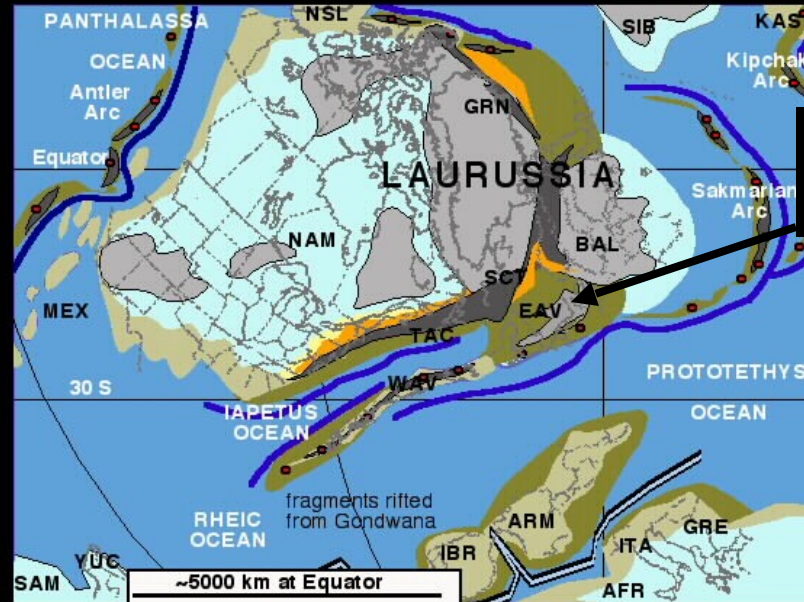 NSL
PANTHALASSA
OCEAN
SIB
KAS
Kipchak
Arc
Antler
Arc
GRN
Equator
LAURUSSIA
Sakmarian
Arc
NAM
BAL
SCT
MEX
EAV
TAC
30 S
WAV
PROTOTETHYS
OCEAN
IAPETUS
OCEAN
fragments rifted
from Gondwana
RHEIC
OCEAN
ARM
GRE
IBR
ITA
YUC
SAM
~5000 km at Equator
AFR